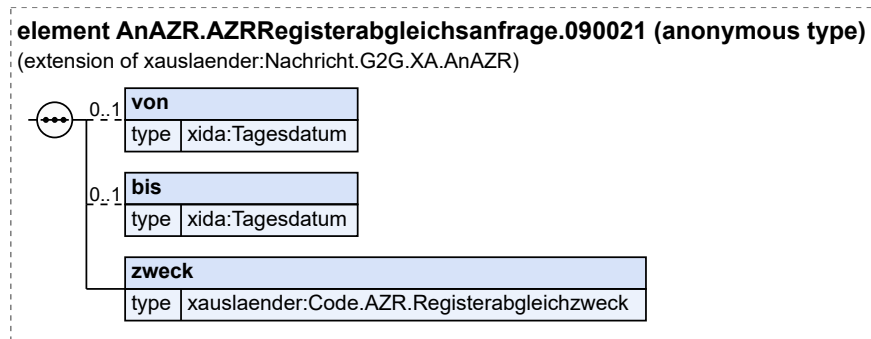 element AnAZR.AZRRegisterabgleichsanfrage.090021 (anonymous type)
(extension of xauslaender:Nachricht.G2G.XA.AnAZR)
0..1 von
type xida:Tagesdatum
0..1 bis
type xida:Tagesdatum
zweck
type xauslaender:Code.AZR.Registerabgleichzweck